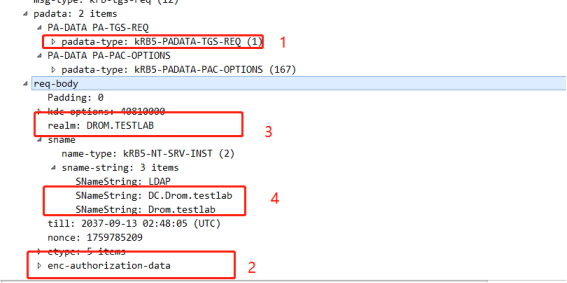 msg-type: krb-tgs-req (12)
padata: 2 items
PA-DATA PA-TGS-REQ
padata-type: kRB5-PADATA-TGS-REQ (1) 1
PA-DATA PA-PAC-OPTIONS
padata-type: kRB5-PADATA-PAC-OPTIONS (167)
req-body
Padding: 0
kdc-options: 40810000
realm: DROM.TESTLAB 3
sname
name-type: kRB5-NT-SRV-INST (2)
sname-string: 3 items
SNameString: LDAP
SNameString: DC.Drom.testlab 4
SNameString: Drom.testlab
till: 2037-09-13 02:48:05 (UTC)
nonce: 1759785209
etype: 5 items
enc-authorization-data 2